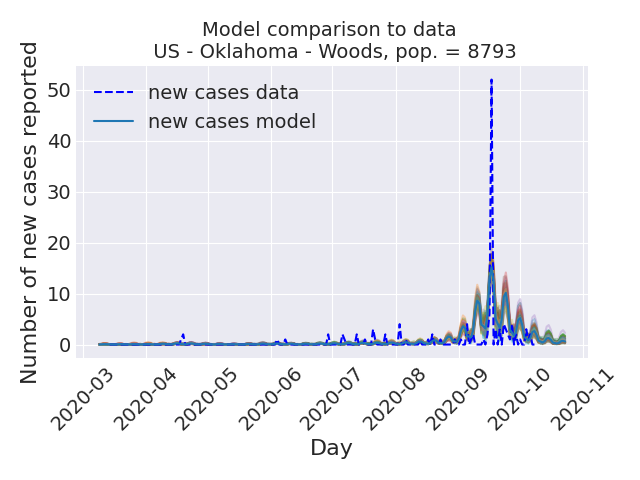 Model comparison to data
US - Oklahoma - Woods, pop. = 8793
Number of new cases reported
50
40
30
20
10
0
new cases data
new cases model
2020-03
2020-04
2020-05
2020-06
2020-07
2020-08
2020-09
2020-10
2020-11
Day